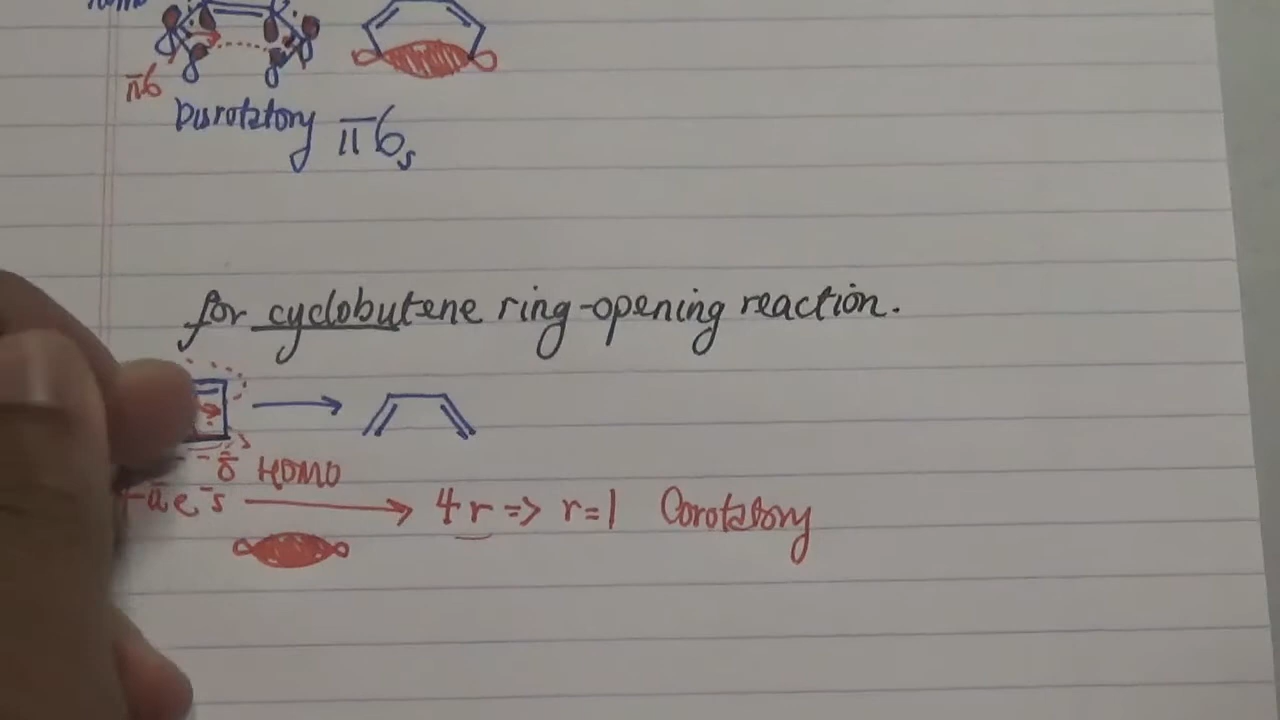 π6
Disrotatory π6s
for cyclobutene ring-opening reaction.
σ̄ HOMO
e⁻s 4r => r=1 Corotatory